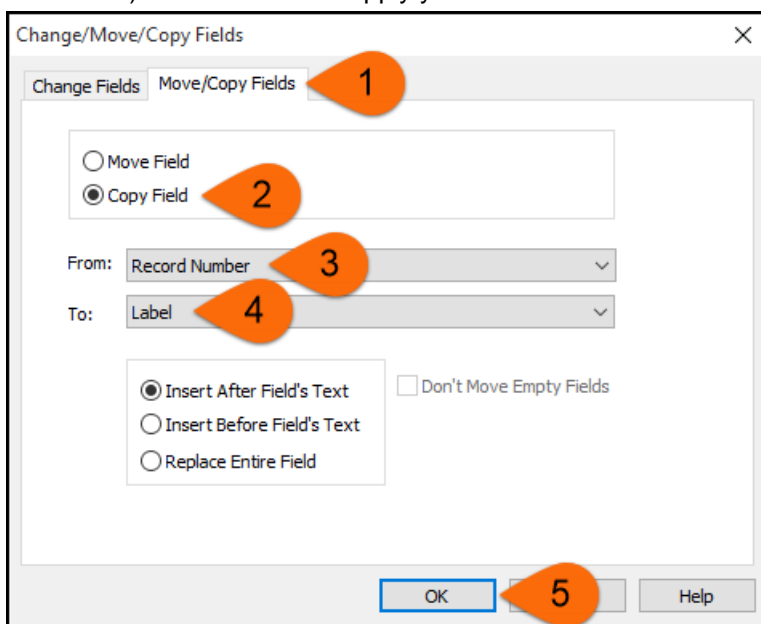 Change/Move/Copy Fields
Change Fields Move/Copy Fields 1
Move Field
Copy Field 2
From: Record Number 3
To: Label 4
Insert After Field's Text Don't Move Empty Fields
Insert Before Field's Text
Replace Entire Field
OK 5 Help